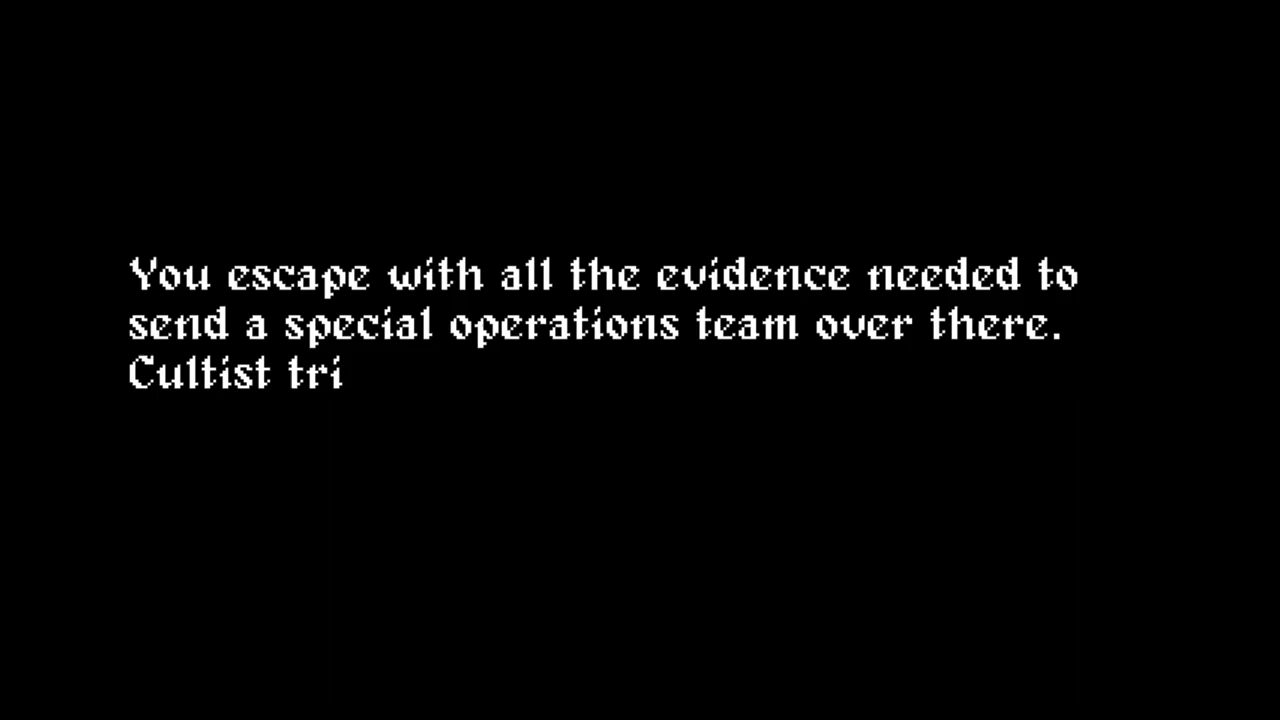 You escape with all the evidence needed to
send a special operations team over there.
Cultist tri